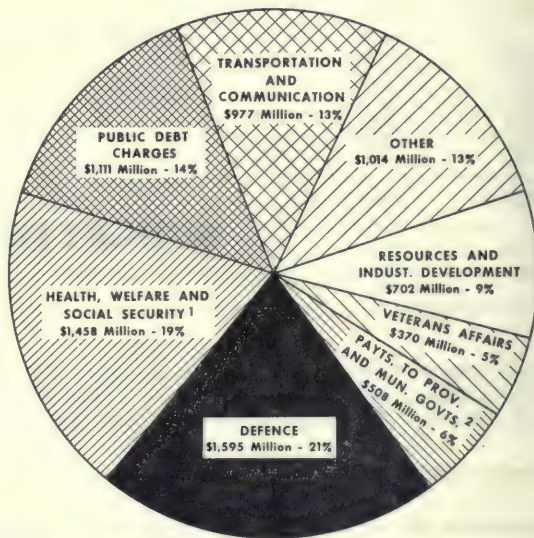 TRANSPORTATION
AND
COMMUNICATION
$977 Million - 13%
OTHER
$1,014 Million - 13%
PUBLIC DEBT
CHARGES
$1,111 Million - 14%
RESOURCES AND
INDUST. DEVELOPMENT
$702 Million - 9%
VETERANS AFFAIRS
$370 Million - 5%
PAYTS. TO PROV.
AND MUN. GOVTS. 2
$508 Million - 6%
HEALTH, WELFARE AND
SOCIAL SECURITY 1
$1,458 Million - 19%
DEFENCE
$1,595 Million - 21%